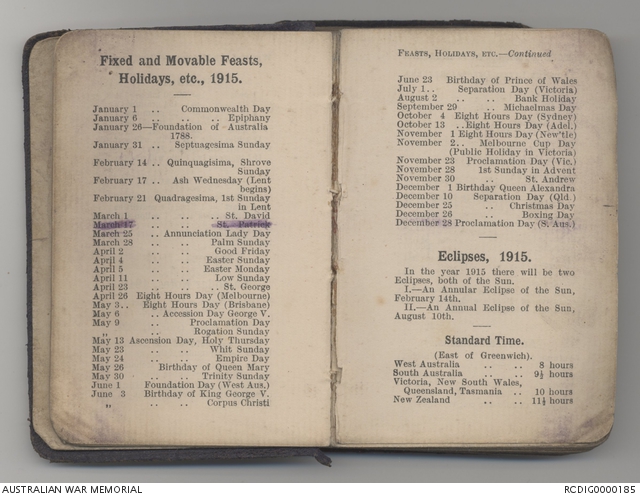 Fixed and Movable Feasts,
Holidays, etc., 1915.
January 1 .. Commonwealth Day
January 6 .. .. .. Epiphany
January 26—Foundation of Australia
1788.
January 31 .. Septuagesima Sunday
February 14 .. Quinquagisima, Shrove
Sunday
February 17 .. Ash Wednesday (Lent
begins)
February 21 Quadragesima, 1st Sunday
in Lent
March 1 .. .. .. St. David
March 17 .. .. St. Patrick
March 25 .. Annunciation Lady Day
March 28 .. .. Palm Sunday
April 2 .. .. Good Friday
April 4 .. .. Easter Sunday
April 5 .. .. Easter Monday
April 11 .. .. Low Sunday
April 23 .. .. .. St. George
April 26 Eight Hours Day (Melbourne)
May 3.. Eight Hours Day (Brisbane)
May 6 .. Accession Day George V.
May 9 .. .. Proclamation Day
„ .. .. Rogation Sunday
May 13 Ascension Day, Holy Thursday
May 23 .. .. Whit Sunday
May 24 .. .. Empire Day
May 26 Birthday of Queen Mary
May 30 .. .. Trinity Sunday
June 1 Foundation Day (West Aus.)
June 3 Birthday of King George V.
„ .. .. .. Corpus Christi
FEASTS, HOLIDAYS, ETC.—Continued
June 23 Birthday of Prince of Wales
July 1.. Separation Day (Victoria)
August 2 .. .. Bank Holiday
September 29 .. Michaelmas Day
October 4 Eight Hours Day (Sydney)
October 13 ..Eight Hours Day (Adel.)
November 1 Eight Hours Day (New'tle)
November 2.. Melbourne Cup Day
(Public Holiday in Victoria)
November 23 Proclamation Day (Vic.)
November 28 1st Sunday in Advent
November 30 .. .. St. Andrew
December 1 Birthday Queen Alexandra
December 10 Separation Day (Qld.)
December 25 .. Christmas Day
December 26 .. .. Boxing Day
December 28 Proclamation Day (S. Aus.)
Eclipses, 1915.
In the year 1915 there will be two
Eclipses, both of the Sun.
I.—An Annular Eclipse of the Sun,
February 14th.
II.—An Annual Eclipse of the Sun,
August 10th.
Standard Time.
(East of Greenwich).
West Australia .. .. 8 hours
South Australia .. .. 9½ hours
Victoria, New South Wales,
Queensland, Tasmania .. 10 hours
New Zealand .. .. 11½ hours
AUSTRALIAN WAR MEMORIAL
RCDIG0000185